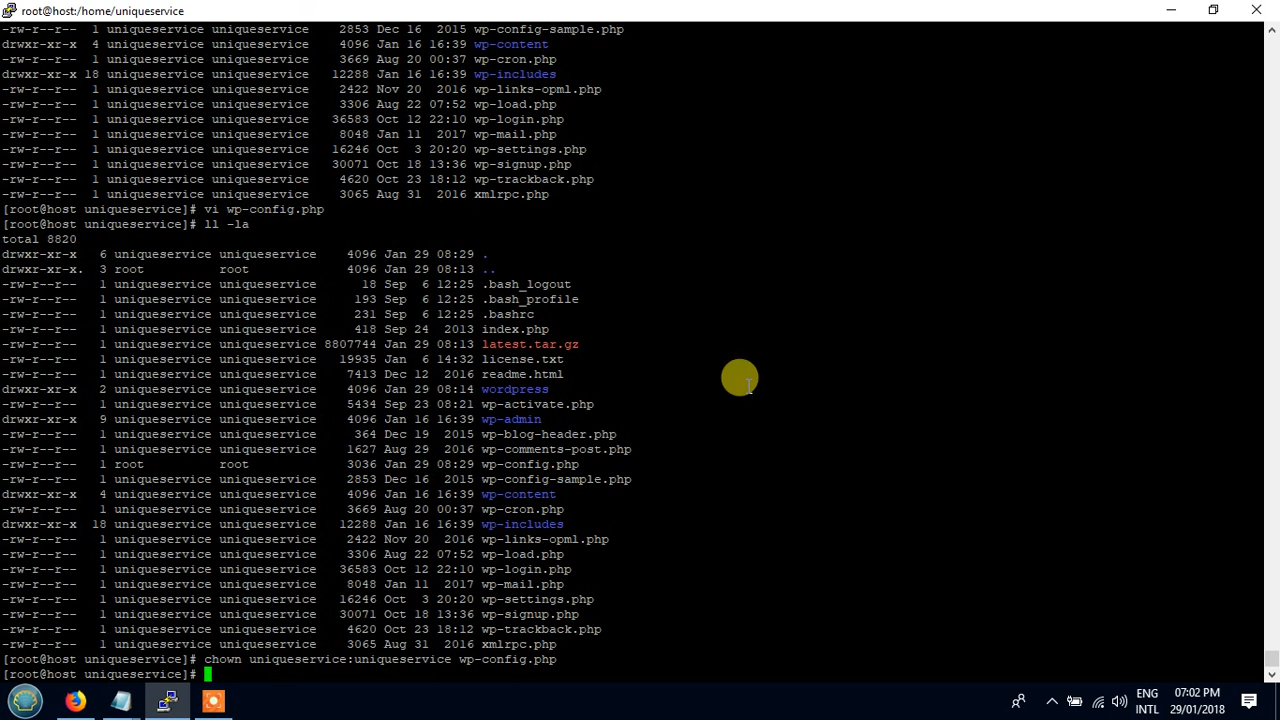 root@host:/home/uniqueservice
-rw-r--r--  1 uniqueservice uniqueservice    2853 Dec 16  2015 wp-config-sample.php
drwxr-xr-x  4 uniqueservice uniqueservice    4096 Jan 16 16:39 wp-content
-rw-r--r--  1 uniqueservice uniqueservice    3669 Aug 20 00:37 wp-cron.php
drwxr-xr-x 18 uniqueservice uniqueservice   12288 Jan 16 16:39 wp-includes
-rw-r--r--  1 uniqueservice uniqueservice    2422 Nov 20  2016 wp-links-opml.php
-rw-r--r--  1 uniqueservice uniqueservice    3306 Aug 22 07:52 wp-load.php
-rw-r--r--  1 uniqueservice uniqueservice   36583 Oct 12 22:10 wp-login.php
-rw-r--r--  1 uniqueservice uniqueservice    8048 Jan 11  2017 wp-mail.php
-rw-r--r--  1 uniqueservice uniqueservice   16246 Oct  3 20:20 wp-settings.php
-rw-r--r--  1 uniqueservice uniqueservice   30071 Oct 18 13:36 wp-signup.php
-rw-r--r--  1 uniqueservice uniqueservice    4620 Oct 23 18:12 wp-trackback.php
-rw-r--r--  1 uniqueservice uniqueservice    3065 Aug 31  2016 xmlrpc.php
[root@host uniqueservice]# vi wp-config.php
[root@host uniqueservice]# ll -la
total 8820
drwxr-xr-x   6 uniqueservice uniqueservice    4096 Jan 29 08:29 .
drwxr-xr-x.  3 root          root             4096 Jan 29 08:13 ..
-rw-r--r--   1 uniqueservice uniqueservice      18 Sep  6 12:25 .bash_logout
-rw-r--r--   1 uniqueservice uniqueservice     193 Sep  6 12:25 .bash_profile
-rw-r--r--   1 uniqueservice uniqueservice     231 Sep  6 12:25 .bashrc
-rw-r--r--   1 uniqueservice uniqueservice     418 Sep 24  2013 index.php
-rw-r--r--   1 uniqueservice uniqueservice 8807744 Jan 29 08:13 latest.tar.gz
-rw-r--r--   1 uniqueservice uniqueservice   19935 Jan  6 14:32 license.txt
-rw-r--r--   1 uniqueservice uniqueservice    7413 Dec 12  2016 readme.html
drwxr-xr-x   2 uniqueservice uniqueservice    4096 Jan 29 08:14 wordpress
-rw-r--r--   1 uniqueservice uniqueservice    5434 Sep 23 08:21 wp-activate.php
drwxr-xr-x   9 uniqueservice uniqueservice    4096 Jan 16 16:39 wp-admin
-rw-r--r--   1 uniqueservice uniqueservice     364 Dec 19  2015 wp-blog-header.php
-rw-r--r--   1 uniqueservice uniqueservice    1627 Aug 29  2016 wp-comments-post.php
-rw-r--r--   1 root          root             3036 Jan 29 08:29 wp-config.php
-rw-r--r--   1 uniqueservice uniqueservice    2853 Dec 16  2015 wp-config-sample.php
drwxr-xr-x   4 uniqueservice uniqueservice    4096 Jan 16 16:39 wp-content
-rw-r--r--   1 uniqueservice uniqueservice    3669 Aug 20 00:37 wp-cron.php
drwxr-xr-x  18 uniqueservice uniqueservice   12288 Jan 16 16:39 wp-includes
-rw-r--r--   1 uniqueservice uniqueservice    2422 Nov 20  2016 wp-links-opml.php
-rw-r--r--   1 uniqueservice uniqueservice    3306 Aug 22 07:52 wp-load.php
-rw-r--r--   1 uniqueservice uniqueservice   36583 Oct 12 22:10 wp-login.php
-rw-r--r--   1 uniqueservice uniqueservice    8048 Jan 11  2017 wp-mail.php
-rw-r--r--   1 uniqueservice uniqueservice   16246 Oct  3 20:20 wp-settings.php
-rw-r--r--   1 uniqueservice uniqueservice   30071 Oct 18 13:36 wp-signup.php
-rw-r--r--   1 uniqueservice uniqueservice    4620 Oct 23 18:12 wp-trackback.php
-rw-r--r--   1 uniqueservice uniqueservice    3065 Aug 31  2016 xmlrpc.php
[root@host uniqueservice]# chown uniqueservice:uniqueservice wp-config.php
[root@host uniqueservice]#
ENG
INTL
07:02 PM
29/01/2018